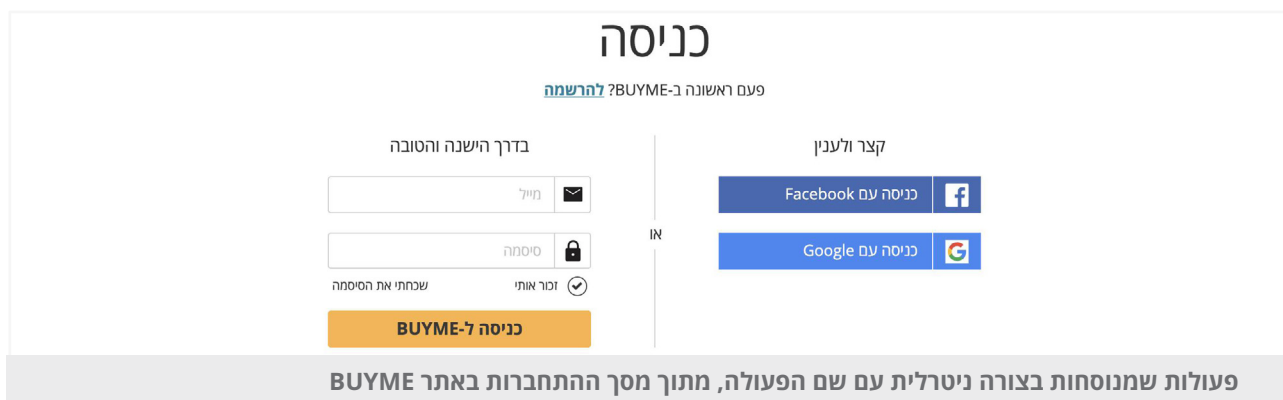 כניסה
פעם ראשונה ב-BUYME? להרשמה
קצר ולענין
כניסה עם Facebook
כניסה עם Google
או
בדרך הישנה והטובה
מייל
סיסמה
זכור אותי
שכחתי את הסיסמה
כניסה ל-BUYME
פעולות שמנוסחות בצורה ניטרלית עם שם הפעולה, מתוך מסך ההתחברות באתר BUYME